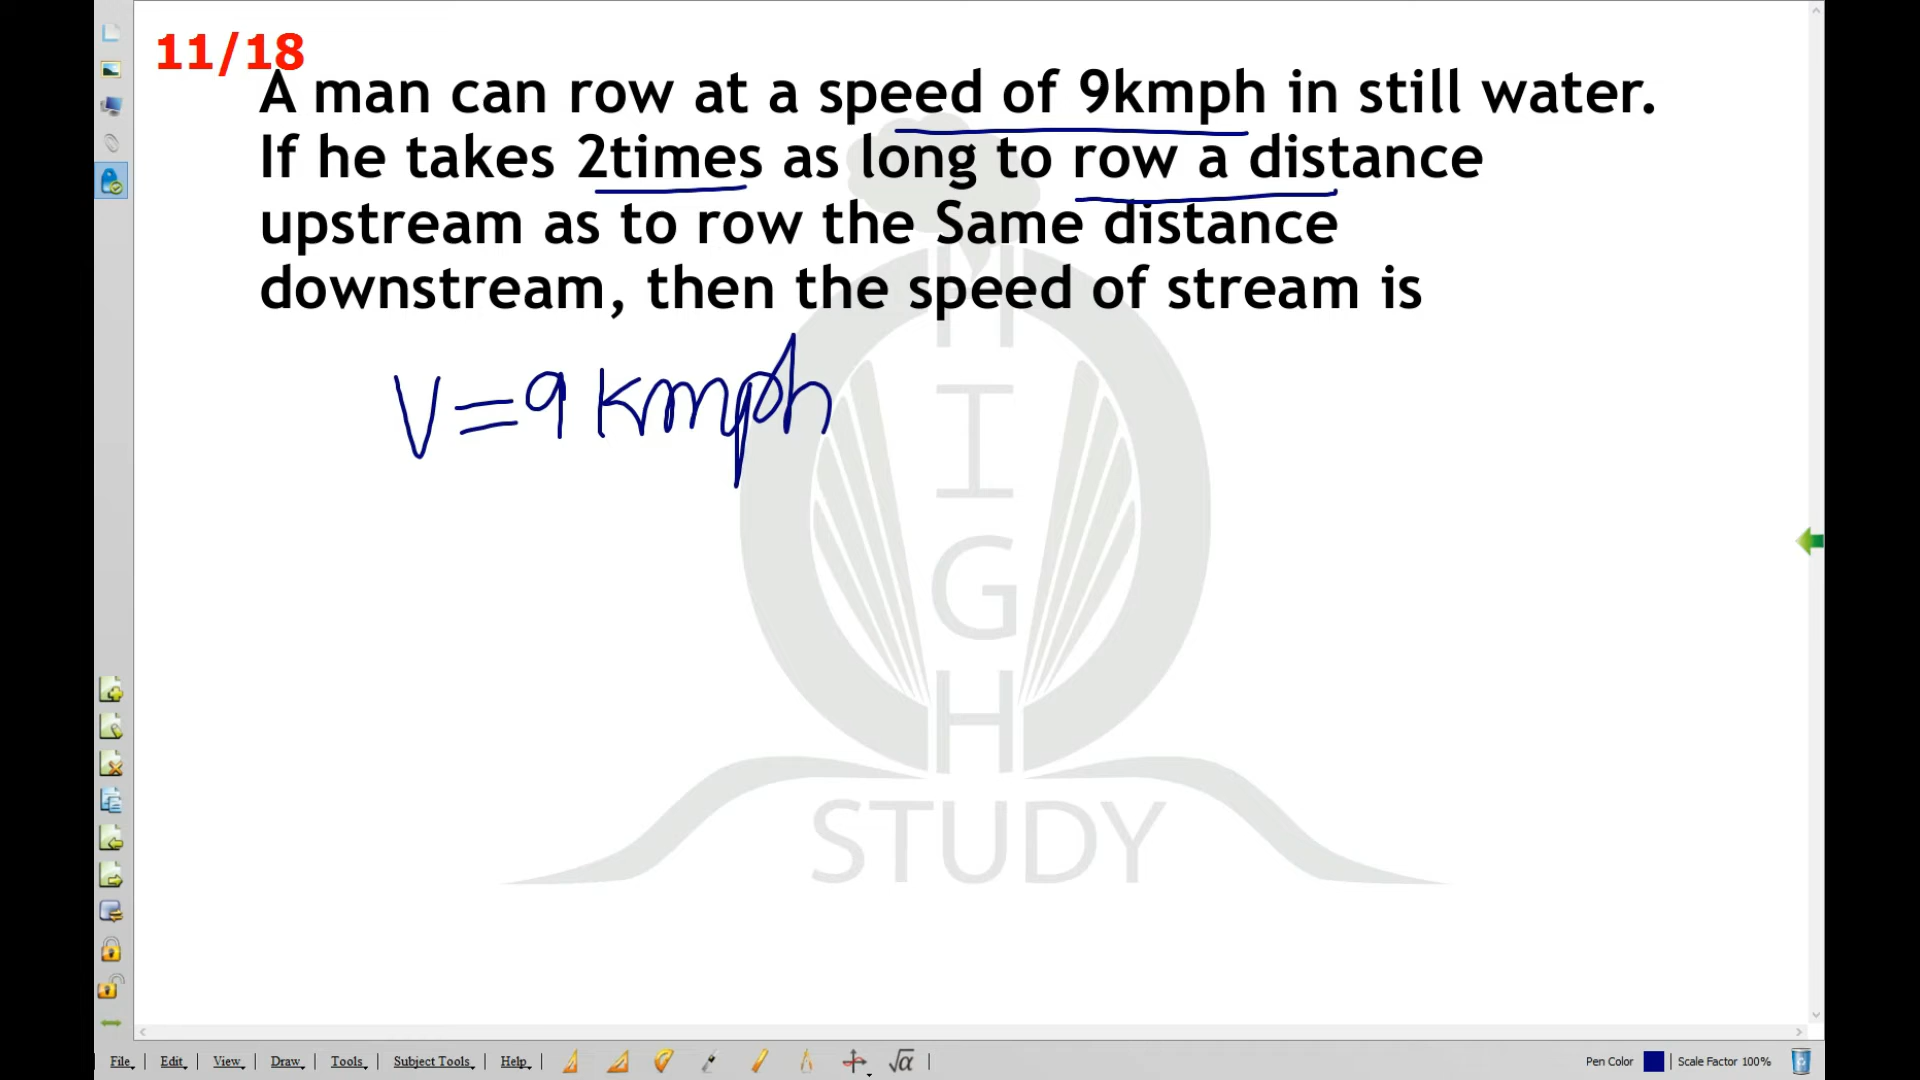 11/18
A man can row at a speed of 9kmph in still water.
If he takes 2times as long to row a distance
upstream as to row the Same distance
downstream, then the speed of stream is
V=9 kmph
HIGH
STUDY
File
Edit
View
Draw
Tools
Subject Tools
Help
√α
Pen Color
Scale Factor 100%